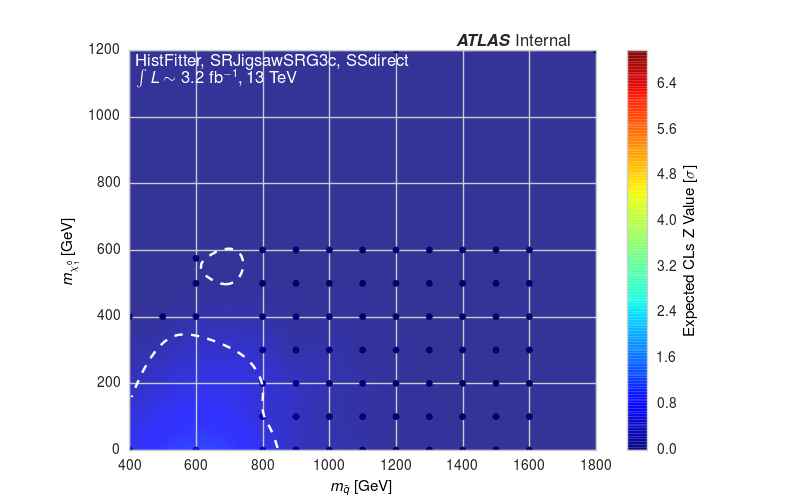 ATLAS Internal
HistFitter, SRJigsawSRG3c, SSdirect
∫ L ∼ 3.2 fb⁻¹, 13 TeV
1200
1000
800
600
400
200
0
m_χ̃₁⁰ [GeV]
400 600 800 1000 1200 1400 1600 1800
m_q̃ [GeV]
6.4
5.6
4.8
4.0
3.2
2.4
1.6
0.8
0.0
Expected CLs Z Value [σ]